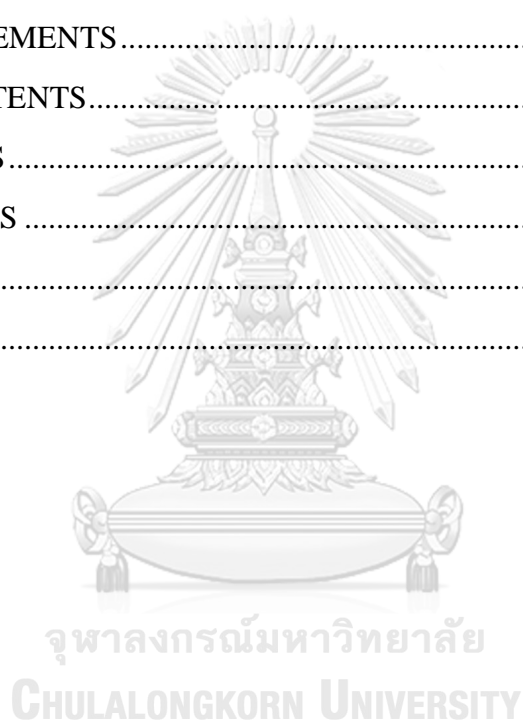 EMENTS..............................................................................
TENTS..............................................................................
S..............................................................................
S ..............................................................................
..............................................................................
..............................................................................
จุฬาลงกรณ์มหาวิทยาลัย
CHULALONGKORN UNIVERSITY